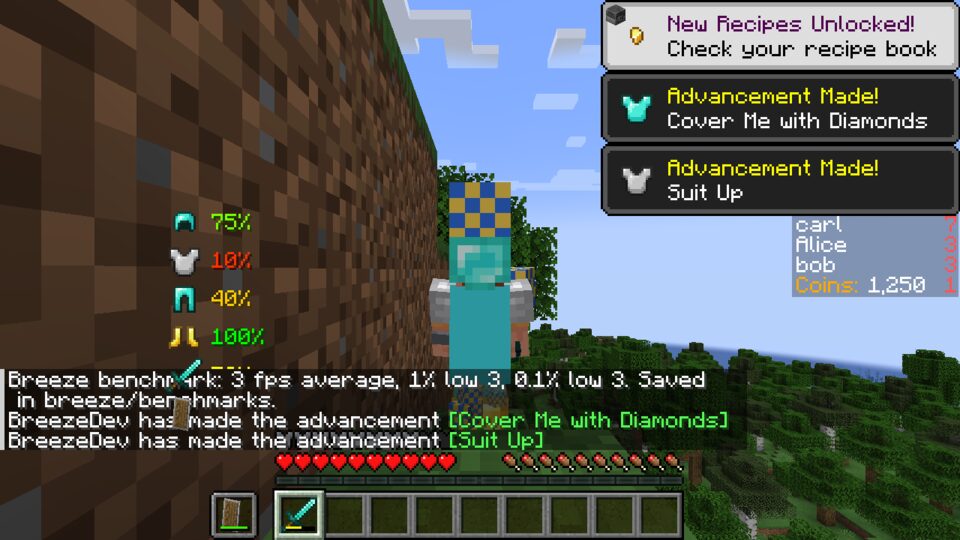 New Recipes Unlocked!
Check your recipe book
Advancement Made!
Cover Me with Diamonds
Advancement Made!
Suit Up
carl 7
Alice 3
bob 3
Coins: 1,250 1
75%
10%
40%
100%
Breeze benchmark: 3 fps average, 1% low 3, 0.1% low 3. Saved
in breeze/benchmarks.
BreezeDev has made the advancement [Cover Me with Diamonds]
BreezeDev has made the advancement [Suit Up]